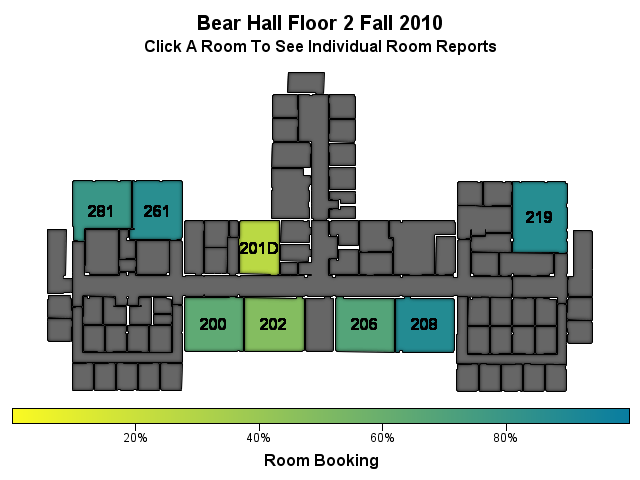 Bear Hall Floor 2 Fall 2010
Click A Room To See Individual Room Reports
281 261 219
201D
200 202 206 208
20% 40% 60% 80%
Room Booking